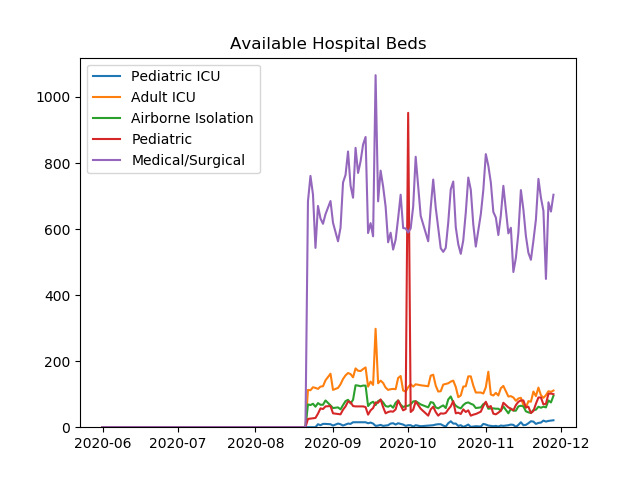 Available Hospital Beds
Pediatric ICU
Adult ICU
Airborne Isolation
Pediatric
Medical/Surgical
1000
800
600
400
200
0
2020-06 2020-07 2020-08 2020-09 2020-10 2020-11 2020-12